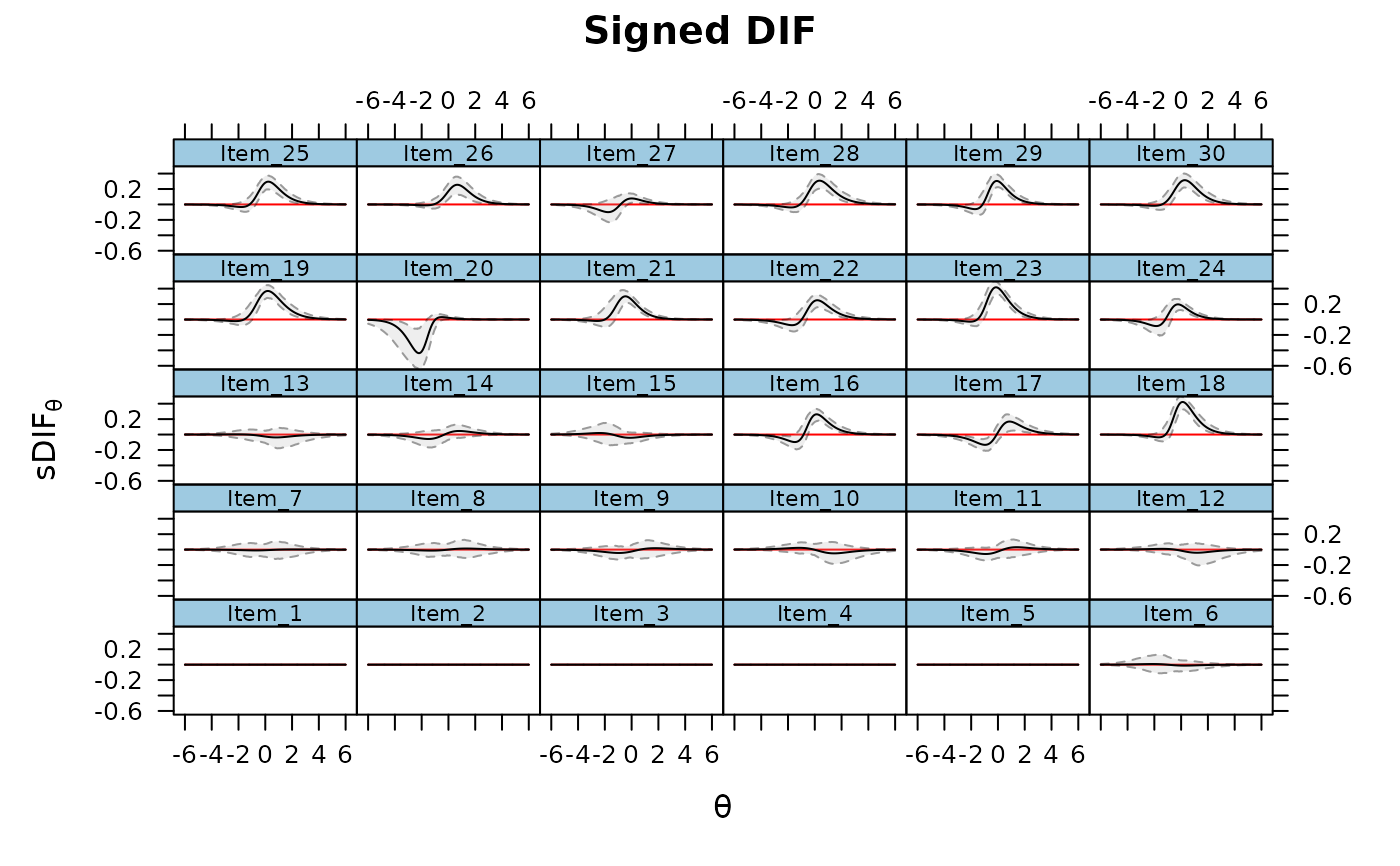 Signed DIF
-6 -4 -2 0 2 4 6 -6 -4 -2 0 2 4 6 -6 -4 -2 0 2 4 6
Item_25 Item_26 Item_27 Item_28 Item_29 Item_30
0.2
-0.2
-0.6
Item_19 Item_20 Item_21 Item_22 Item_23 Item_24
0.2
-0.2
-0.6
Item_13 Item_14 Item_15 Item_16 Item_17 Item_18
0.2
-0.2
-0.6
Item_7 Item_8 Item_9 Item_10 Item_11 Item_12
0.2
-0.2
-0.6
Item_1 Item_2 Item_3 Item_4 Item_5 Item_6
0.2
-0.2
-0.6
-6 -4 -2 0 2 4 6 -6 -4 -2 0 2 4 6 -6 -4 -2 0 2 4 6
θ
sDIFθ